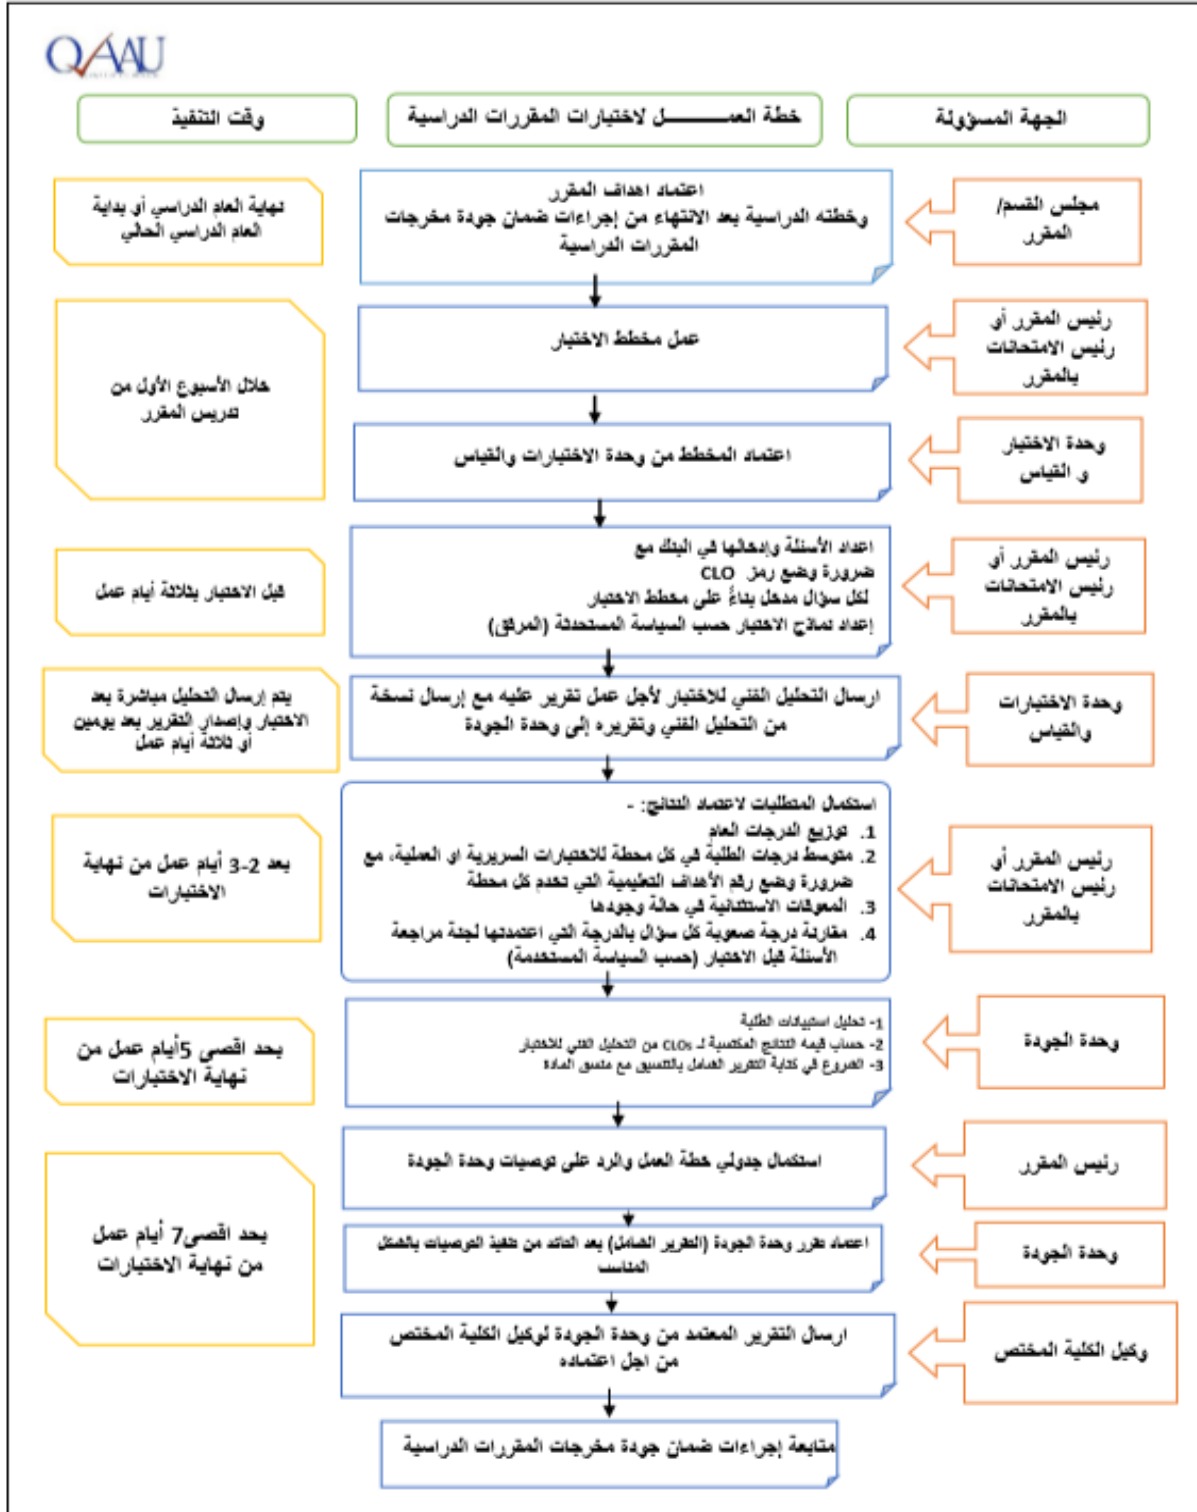 QAAU
الجهة المسؤولة
خطة العمـــــــل لاختبارات المقررات الدراسية
وقت التنفيذ
مجلس القسم/
المقرر
اعتماد اهداف المقرر
وخطته الدراسية بعد الانتهاء من إجراءات ضمان جودة مخرجات
المقررات الدراسية
نهاية العام الدراسي أو بداية
العام الدراسي الحالي
رئيس المقرر أو
رئيس الامتحانات
بالمقرر
عمل مخطط الاختبار
خلال الأسبوع الأول من
تدريس المقرر
وحدة الاختبار
و القياس
اعتماد المخطط من وحدة الاختبارات والقياس
رئيس المقرر أو
رئيس الامتحانات
بالمقرر
اعداد الأسئلة وإدخالها في البنك مع
ضرورة وضع رمز CLO
لكل سؤال مدخل بناءً على مخطط الاختبار
إعداد نماذج الاختبار حسب السياسة المستحدثة (المرفق)
قبل الاختبار بثلاثة أيام عمل
وحدة الاختبارات
والقياس
ارسال التحليل الفني للاختبار لأجل عمل تقرير عليه مع إرسال نسخة
من التحليل الفني وتقريره إلى وحدة الجودة
يتم إرسال التحليل مباشرة بعد
الاختبار وإصدار التقرير بعد يومين
أو ثلاثة أيام عمل
رئيس المقرر أو
رئيس الامتحانات
بالمقرر
استكمال المتطلبات لاعتماد النتائج: -
1. توزيع الدرجات العام
2. متوسط درجات الطلبة في كل محطة للاختبارات السريرية او العملية، مع
ضرورة وضع رقم الأهداف التعليمية التي تخدم كل محطة
3. المعوقات الاستثنائية في حالة وجودها
4. مقارنة درجة صعوبة كل سؤال بالدرجة التي اعتمدتها لجنة مراجعة
الأسئلة قبل الاختبار (حسب السياسة المستخدمة)
بعد 2-3 أيام عمل من نهاية
الاختبارات
وحدة الجودة
1- تحليل استبيانات الطلبة
2- حساب قيمه النتائج المكتسبة لـ CLOs من التحليل الفني للاختبار
3- الشروع في كتابة التقرير الشامل بالتنسيق مع منسق المادة
بحد اقصى 5أيام عمل من
نهاية الاختبارات
رئيس المقرر
استكمال جدولي خطة العمل والرد على توصيات وحدة الجودة
بحد اقصى7 أيام عمل
من نهاية الاختبارات
وحدة الجودة
اعتماد تقرر وحدة الجودة (التقرير الشامل) بعد التاكد من تنفيذ التوصيات بالشكل
المناسب
وكيل الكلية المختص
ارسال التقرير المعتمد من وحدة الجودة لوكيل الكلية المختص
من اجل اعتماده
متابعة إجراءات ضمان جودة مخرجات المقررات الدراسية